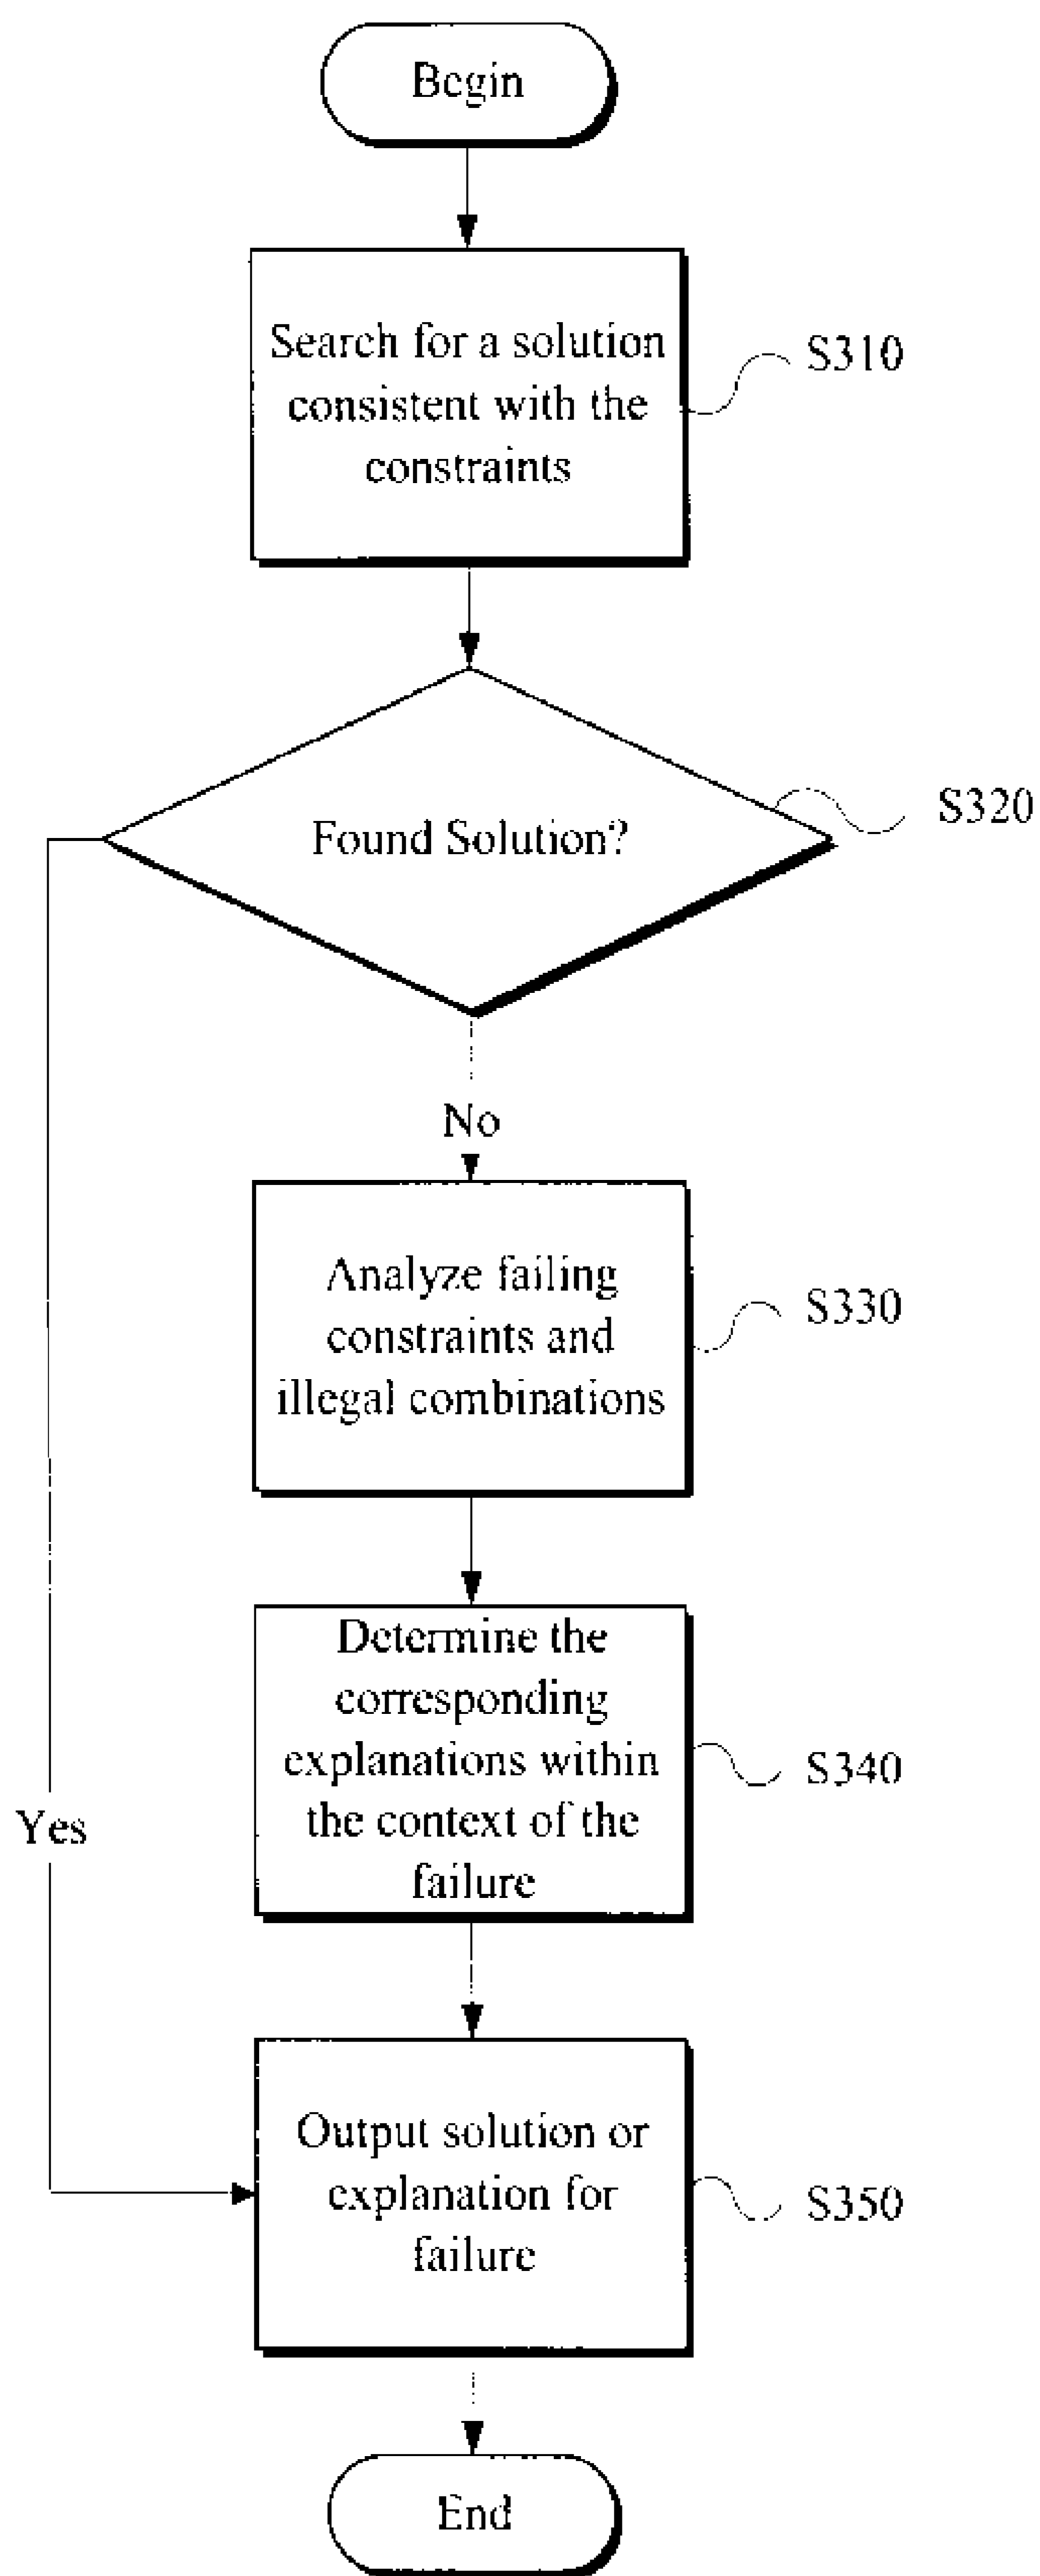 Begin
Search for a solution
consistent with the
constraints
S310
Found Solution?
S320
No
Analyze failing
constraints and
illegal combinations
S330
Determine the
corresponding
explanations within
the context of the
failure
S340
Yes
Output solution or
explanation for
failure
S350
End